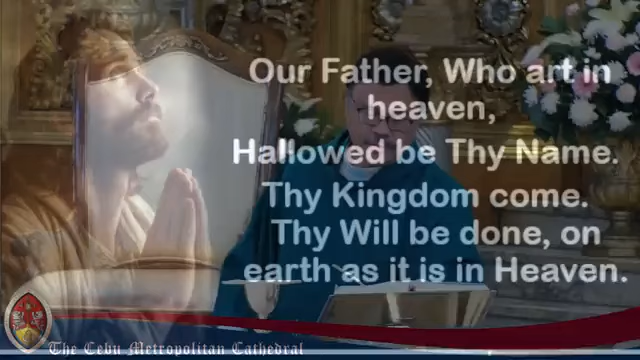 Our Father, Who art in
heaven,
Hallowed be Thy Name.
Thy Kingdom come.
Thy Will be done, on
earth as it is in Heaven.
The Cebu Metropolitan Cathedral